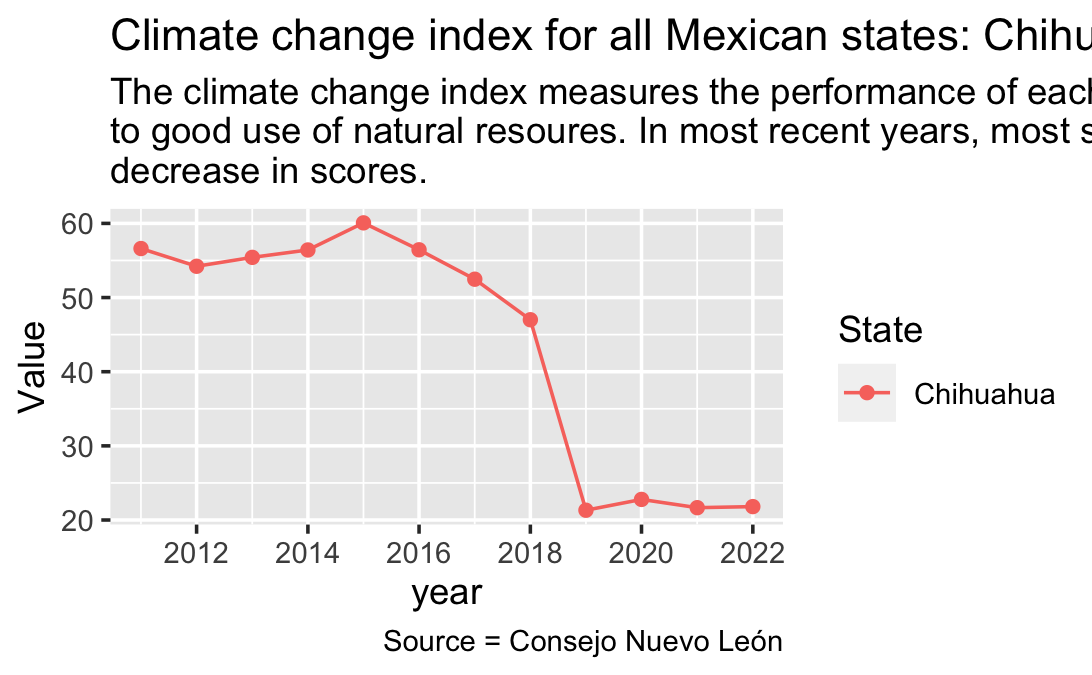 Climate change index for all Mexican states: Chihu
The climate change index measures the performance of each
to good use of natural resoures. In most recent years, most s
decrease in scores.
60
50
40
30
20
Value
2012 2014 2016 2018 2020 2022
year
State
Chihuahua
Source = Consejo Nuevo León